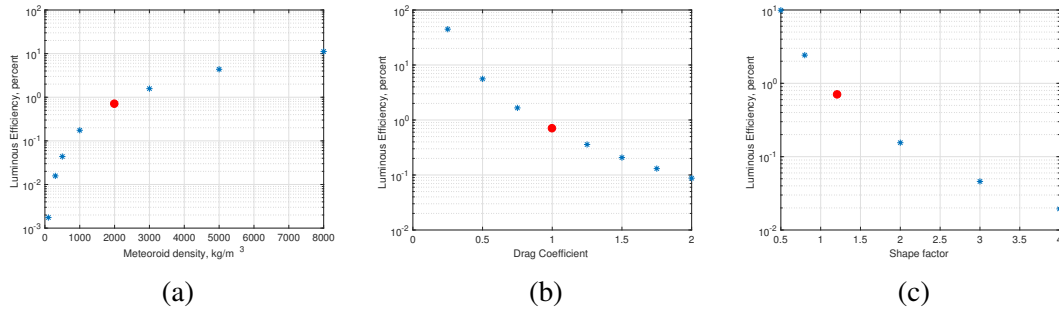 10^2
10^1
10^0
10^-1
10^-2
10^-3
Luminous Efficiency, percent
0 1000 2000 3000 4000 5000 6000 7000 8000
Meteoroid density, kg/m^3
(a)
10^2
10^1
10^0
10^-1
10^-2
Luminous Efficiency, percent
0 0.5 1 1.5 2
Drag Coefficient
(b)
10^1
10^0
10^-1
10^-2
Luminous Efficiency, percent
0.5 1 1.5 2 2.5 3 3.5 4
Shape factor
(c)